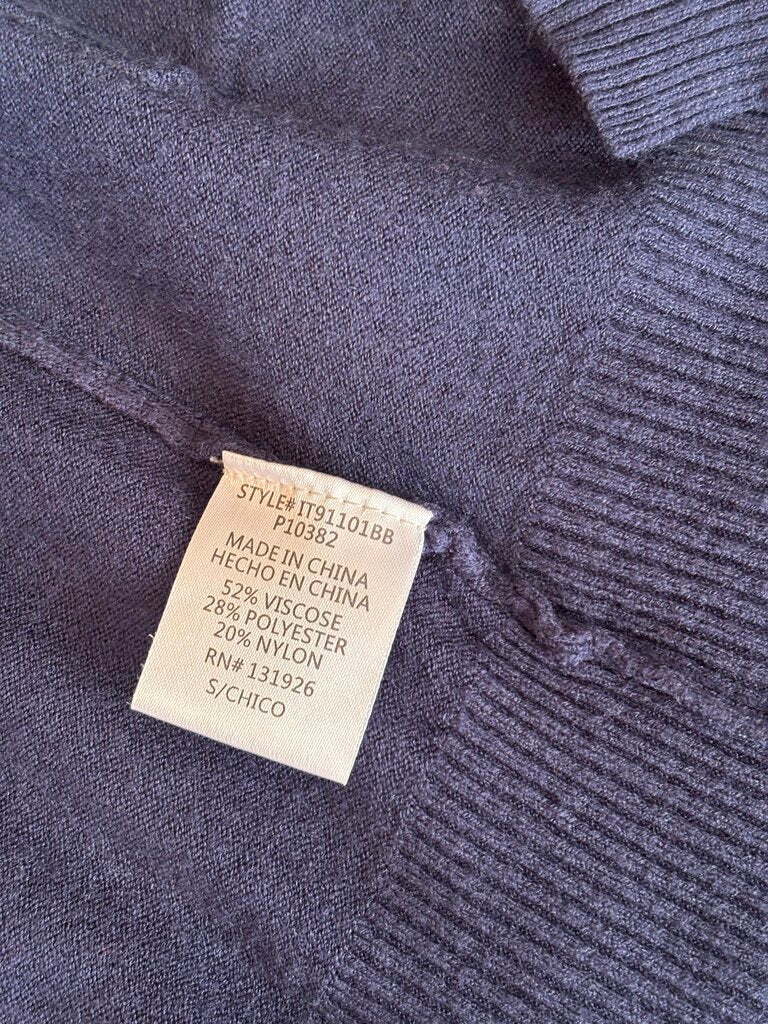 STYLE# IT91101BB
P10382
MADE IN CHINA
HECHO EN CHINA
52% VISCOSE
28% POLYESTER
20% NYLON
RN# 131926
S/CHICO